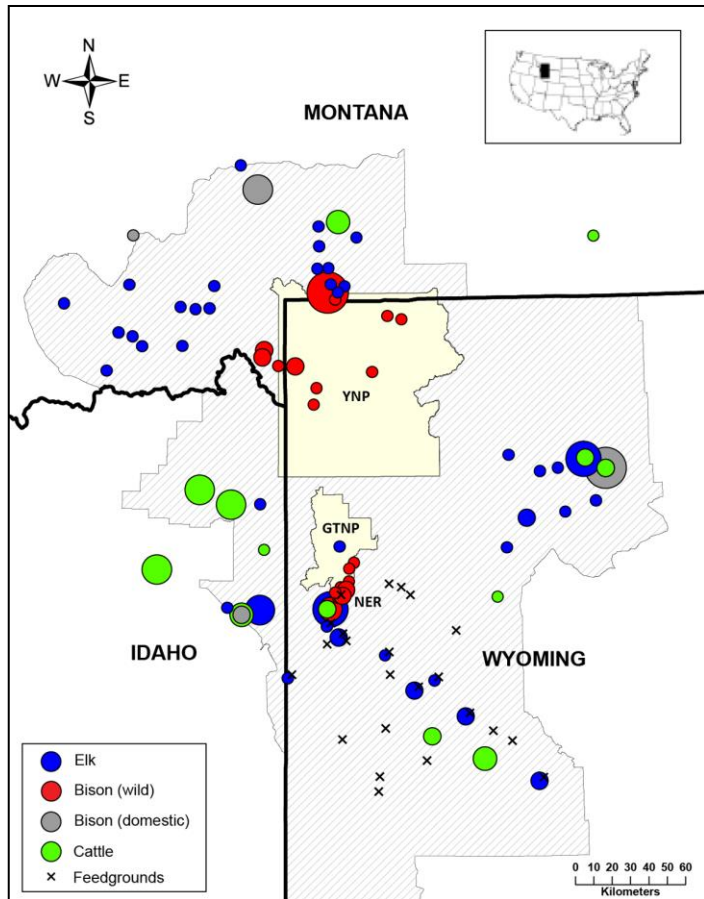 N
W E
S
MONTANA
YNP
GTNP
NER
IDAHO
WYOMING
Elk
Bison (wild)
Bison (domestic)
Cattle
Feedgrounds
0 10 20 30 40 50 60
Kilometers